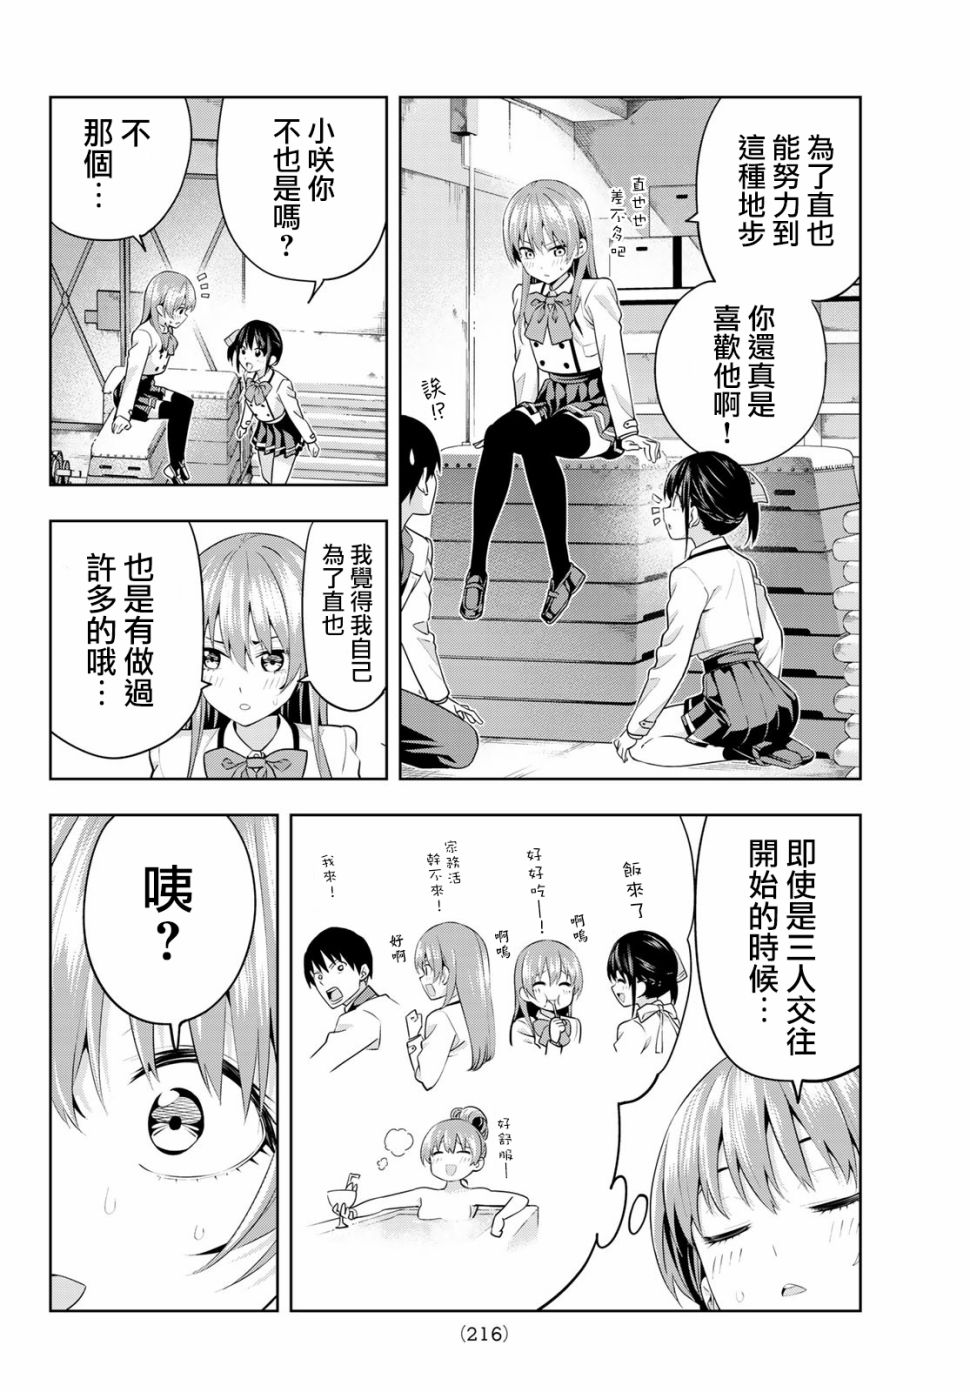 為了直也
能努力到
這種地步
你還真是
喜歡他啊！
直也也
差不多吧
誒!?
小咲你
不也是嗎？
不
那個…
我覺得我自己
為了直也
也是有做過
許多的哦…
即使是三人交往
開始的時候…
飯來了
啊
嗚
好好吃—！
啊
嗚
家務活
幹不來！
好
啊
我來！
好舒服—
咦？
(216)